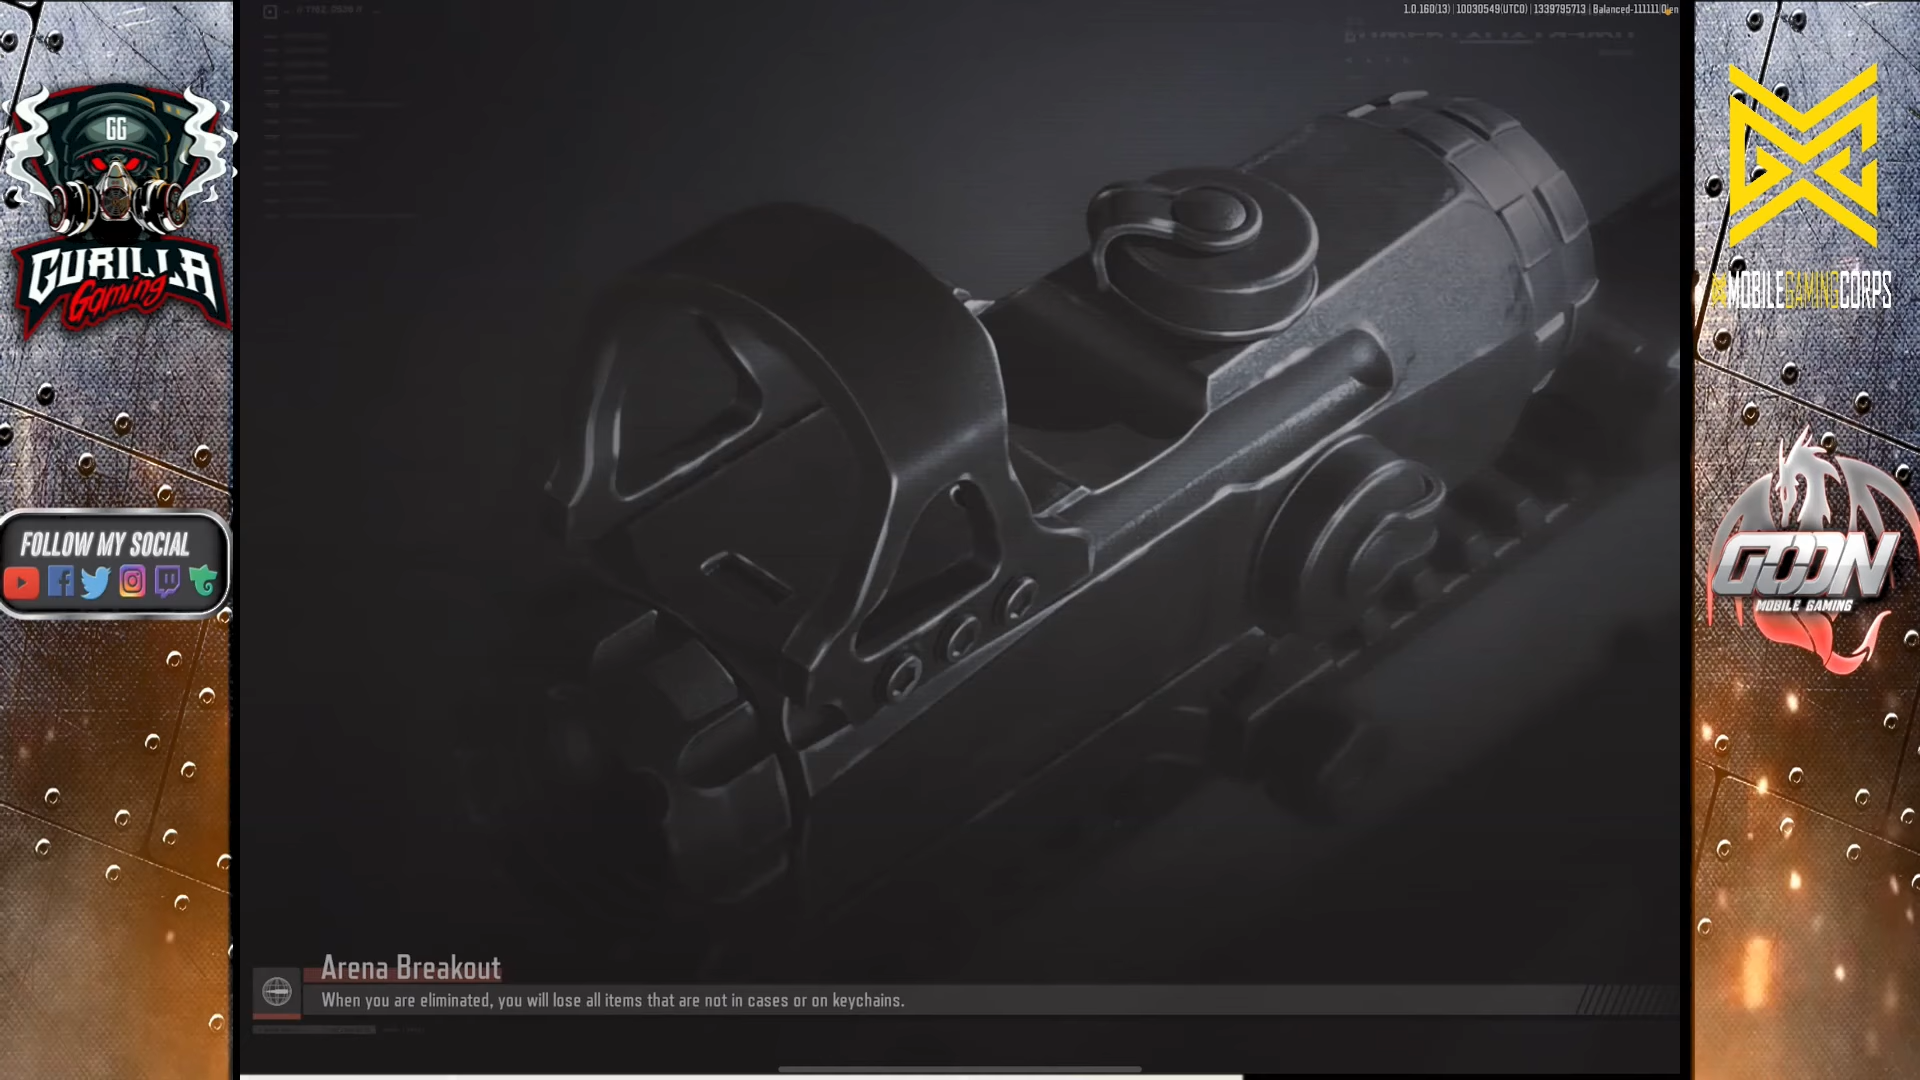 1.0.160(13) | 10030549(UTC0) | 1339795713 | Balanced-111111|0|en
GG
GURILLA
Gaming
MOBILEGAMINGCORPS
FOLLOW MY SOCIAL
GOON
MOBILE GAMING
Arena Breakout
When you are eliminated, you will lose all items that are not in cases or on keychains.